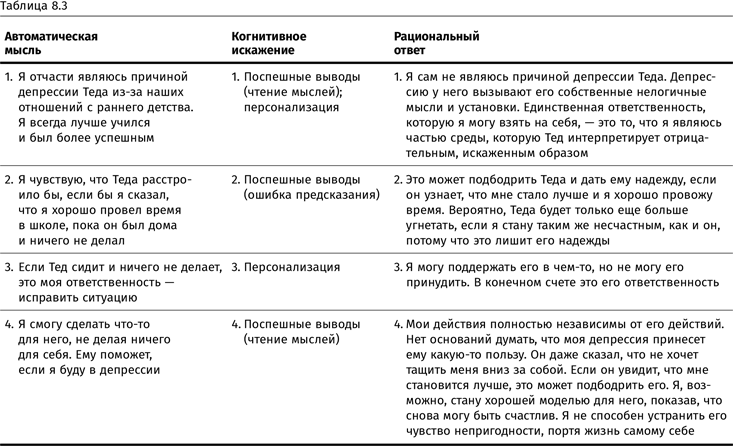 Таблица 8.3
Автоматическая мысль
Когнитивное искажение
Рациональный ответ
1. Я отчасти являюсь причиной
депрессии Теда из-за наших
отношений с раннего детства.
Я всегда лучше учился
и был более успешным
1. Поспешные выводы
(чтение мыслей);
персонализация
1. Я сам не являюсь причиной депрессии Теда. Депрес-
сию у него вызывают его собственные нелогичные
мысли и установки. Единственная ответственность,
которую я могу взять на себя, — это то, что я являюсь
частью среды, которую Тед интерпретирует отрица-
тельным, искаженным образом
2. Я чувствую, что Теда расстро-
ило бы, если бы я сказал,
что я хорошо провел время
в школе, пока он был дома
и ничего не делал
2. Поспешные выводы
(ошибка предсказания)
2. Это может подбодрить Теда и дать ему надежду, если
он узнает, что мне стало лучше и я хорошо провожу
время. Вероятно, Теда будет только еще больше
угнетать, если я стану таким же несчастным, как и он,
потому что это лишит его надежды
3. Если Тед сидит и ничего не делает,
это моя ответственность —
исправить ситуацию
3. Персонализация
3. Я могу поддержать его в чем-то, но не могу его
принудить. В конечном счете это его ответственность
4. Я смогу сделать что-то
для него, не делая ничего
для себя. Ему поможет,
если я буду в депрессии
4. Поспешные выводы
(чтение мыслей)
4. Мои действия полностью независимы от его действий.
Нет оснований думать, что моя депрессия принесет
ему какую-то пользу. Он даже сказал, что не хочет
тащить меня вниз за собой. Если он увидит, что мне
становится лучше, это может подбодрить его. Я, воз-
можно, стану хорошей моделью для него, показав, что
снова могу быть счастлив. Я не способен устранить его
чувство непригодности, портя жизнь самому себе